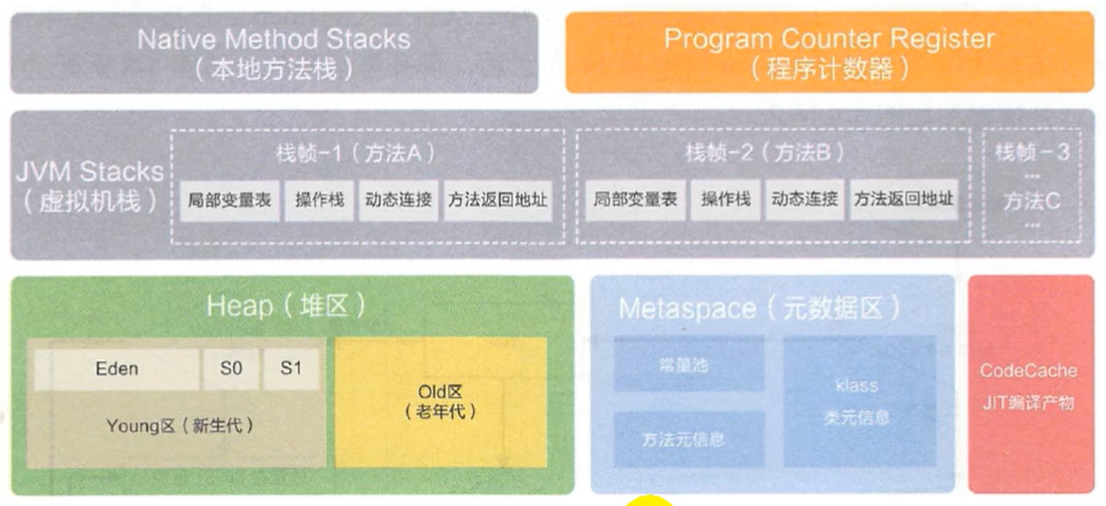 Native Method Stacks
（本地方法栈）
Program Counter Register
（程序计数器）
JVM Stacks
（虚拟机栈）
栈帧-1（方法A）
局部变量表
操作栈
动态连接
方法返回地址
栈帧-2（方法B）
局部变量表
操作栈
动态连接
方法返回地址
栈帧-3
...
方法C
...
Heap（堆区）
Eden
S0
S1
Young区（新生代）
Old区
（老年代）
Metaspace（元数据区）
常量池
方法元信息
klass
类元信息
CodeCache
JIT编译产物